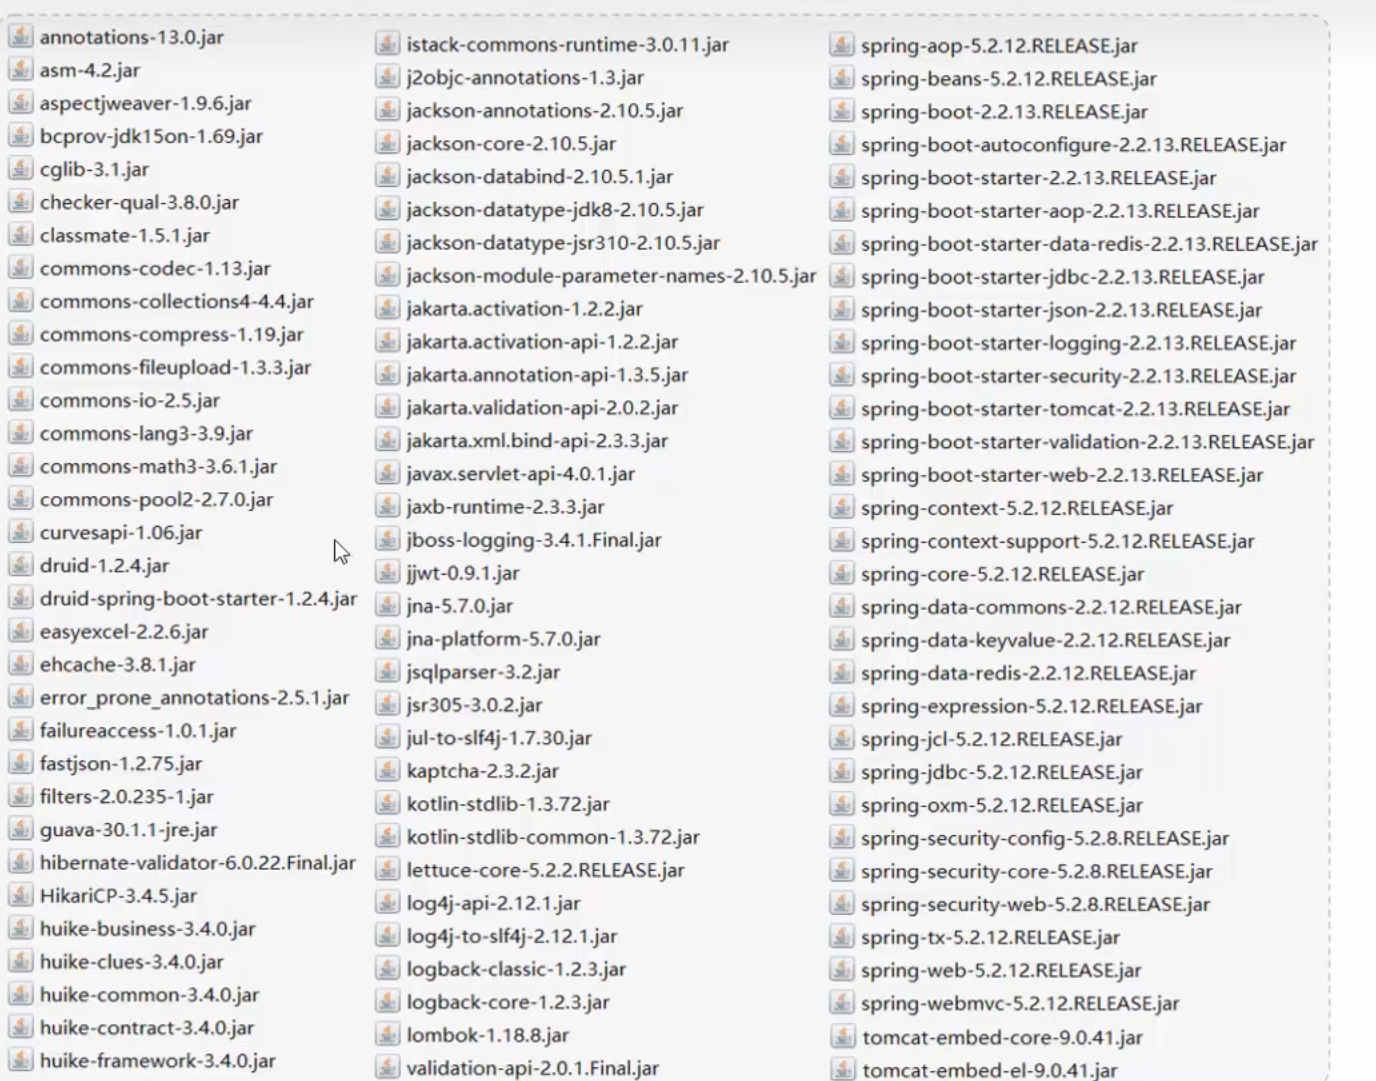 annotations-13.0.jar
asm-4.2.jar
aspectjweaver-1.9.6.jar
bcprov-jdk15on-1.69.jar
cglib-3.1.jar
checker-qual-3.8.0.jar
classmate-1.5.1.jar
commons-codec-1.13.jar
commons-collections4-4.4.jar
commons-compress-1.19.jar
commons-fileupload-1.3.3.jar
commons-io-2.5.jar
commons-lang3-3.9.jar
commons-math3-3.6.1.jar
commons-pool2-2.7.0.jar
curvesapi-1.06.jar
druid-1.2.4.jar
druid-spring-boot-starter-1.2.4.jar
easyexcel-2.2.6.jar
ehcache-3.8.1.jar
error_prone_annotations-2.5.1.jar
failureaccess-1.0.1.jar
fastjson-1.2.75.jar
filters-2.0.235-1.jar
guava-30.1.1-jre.jar
hibernate-validator-6.0.22.Final.jar
HikariCP-3.4.5.jar
huike-business-3.4.0.jar
huike-clues-3.4.0.jar
huike-common-3.4.0.jar
huike-contract-3.4.0.jar
huike-framework-3.4.0.jar
istack-commons-runtime-3.0.11.jar
j2objc-annotations-1.3.jar
jackson-annotations-2.10.5.jar
jackson-core-2.10.5.jar
jackson-databind-2.10.5.1.jar
jackson-datatype-jdk8-2.10.5.jar
jackson-datatype-jsr310-2.10.5.jar
jackson-module-parameter-names-2.10.5.jar
jakarta.activation-1.2.2.jar
jakarta.activation-api-1.2.2.jar
jakarta.annotation-api-1.3.5.jar
jakarta.validation-api-2.0.2.jar
jakarta.xml.bind-api-2.3.3.jar
javax.servlet-api-4.0.1.jar
jaxb-runtime-2.3.3.jar
jboss-logging-3.4.1.Final.jar
jjwt-0.9.1.jar
jna-5.7.0.jar
jna-platform-5.7.0.jar
jsqlparser-3.2.jar
jsr305-3.0.2.jar
jul-to-slf4j-1.7.30.jar
kaptcha-2.3.2.jar
kotlin-stdlib-1.3.72.jar
kotlin-stdlib-common-1.3.72.jar
lettuce-core-5.2.2.RELEASE.jar
log4j-api-2.12.1.jar
log4j-to-slf4j-2.12.1.jar
logback-classic-1.2.3.jar
logback-core-1.2.3.jar
lombok-1.18.8.jar
validation-api-2.0.1.Final.jar
spring-aop-5.2.12.RELEASE.jar
spring-beans-5.2.12.RELEASE.jar
spring-boot-2.2.13.RELEASE.jar
spring-boot-autoconfigure-2.2.13.RELEASE.jar
spring-boot-starter-2.2.13.RELEASE.jar
spring-boot-starter-aop-2.2.13.RELEASE.jar
spring-boot-starter-data-redis-2.2.13.RELEASE.jar
spring-boot-starter-jdbc-2.2.13.RELEASE.jar
spring-boot-starter-json-2.2.13.RELEASE.jar
spring-boot-starter-logging-2.2.13.RELEASE.jar
spring-boot-starter-security-2.2.13.RELEASE.jar
spring-boot-starter-tomcat-2.2.13.RELEASE.jar
spring-boot-starter-validation-2.2.13.RELEASE.jar
spring-boot-starter-web-2.2.13.RELEASE.jar
spring-context-5.2.12.RELEASE.jar
spring-context-support-5.2.12.RELEASE.jar
spring-core-5.2.12.RELEASE.jar
spring-data-commons-2.2.12.RELEASE.jar
spring-data-keyvalue-2.2.12.RELEASE.jar
spring-data-redis-2.2.12.RELEASE.jar
spring-expression-5.2.12.RELEASE.jar
spring-jcl-5.2.12.RELEASE.jar
spring-jdbc-5.2.12.RELEASE.jar
spring-oxm-5.2.12.RELEASE.jar
spring-security-config-5.2.8.RELEASE.jar
spring-security-core-5.2.8.RELEASE.jar
spring-security-web-5.2.8.RELEASE.jar
spring-tx-5.2.12.RELEASE.jar
spring-web-5.2.12.RELEASE.jar
spring-webmvc-5.2.12.RELEASE.jar
tomcat-embed-core-9.0.41.jar
tomcat-embed-el-9.0.41.jar